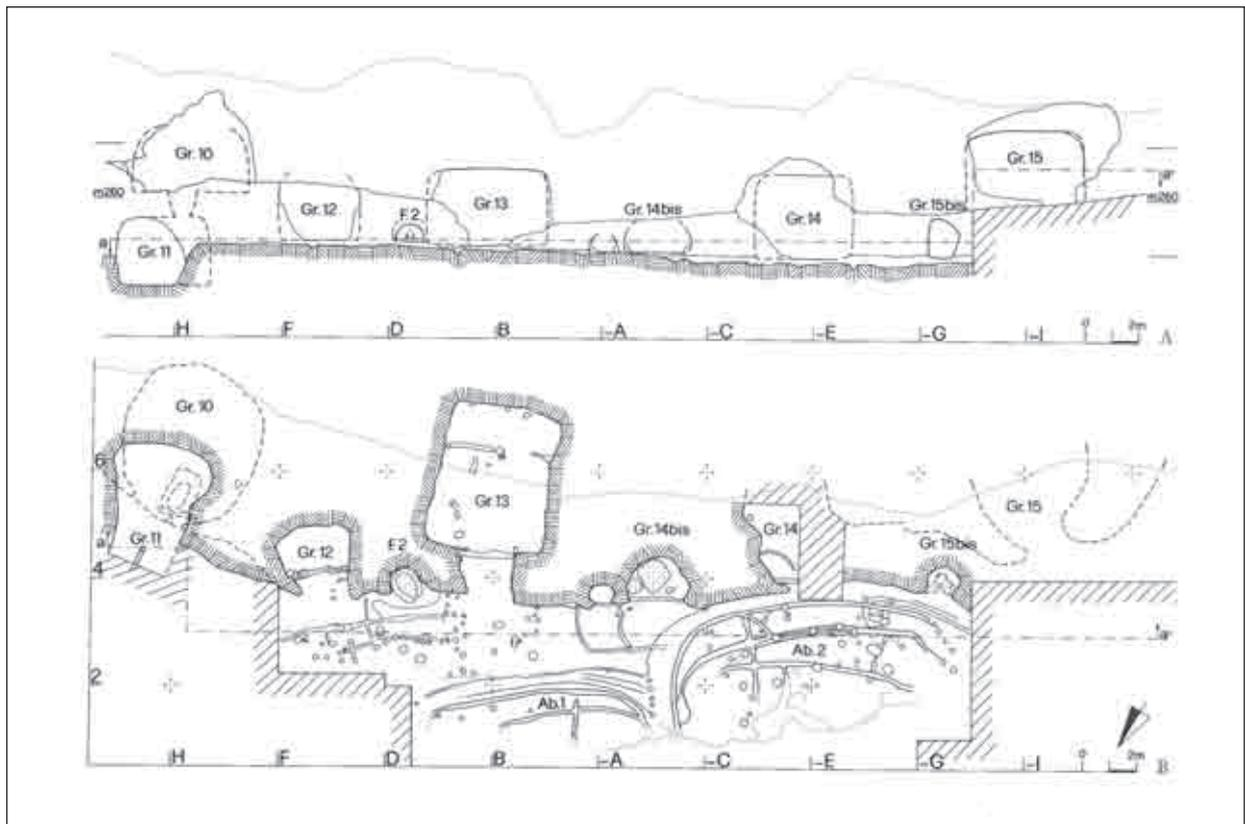 Gr.10
Gr.15
m260
Gr.12
Gr.13
F.2
Gr.14bis
Gr.14
Gr.15bis
a'
m260
a
Gr.11
H F D B -A -C -E -G -I 0 2m A
Gr.10
6
Gr.13
Gr.15
a
Gr.11
Gr.12
F.2
Gr.14bis
Gr.14
Gr.15bis
4
a'
Ab.2
2
Ab.1
H F D B -A -C -E -G -I 0 2m B